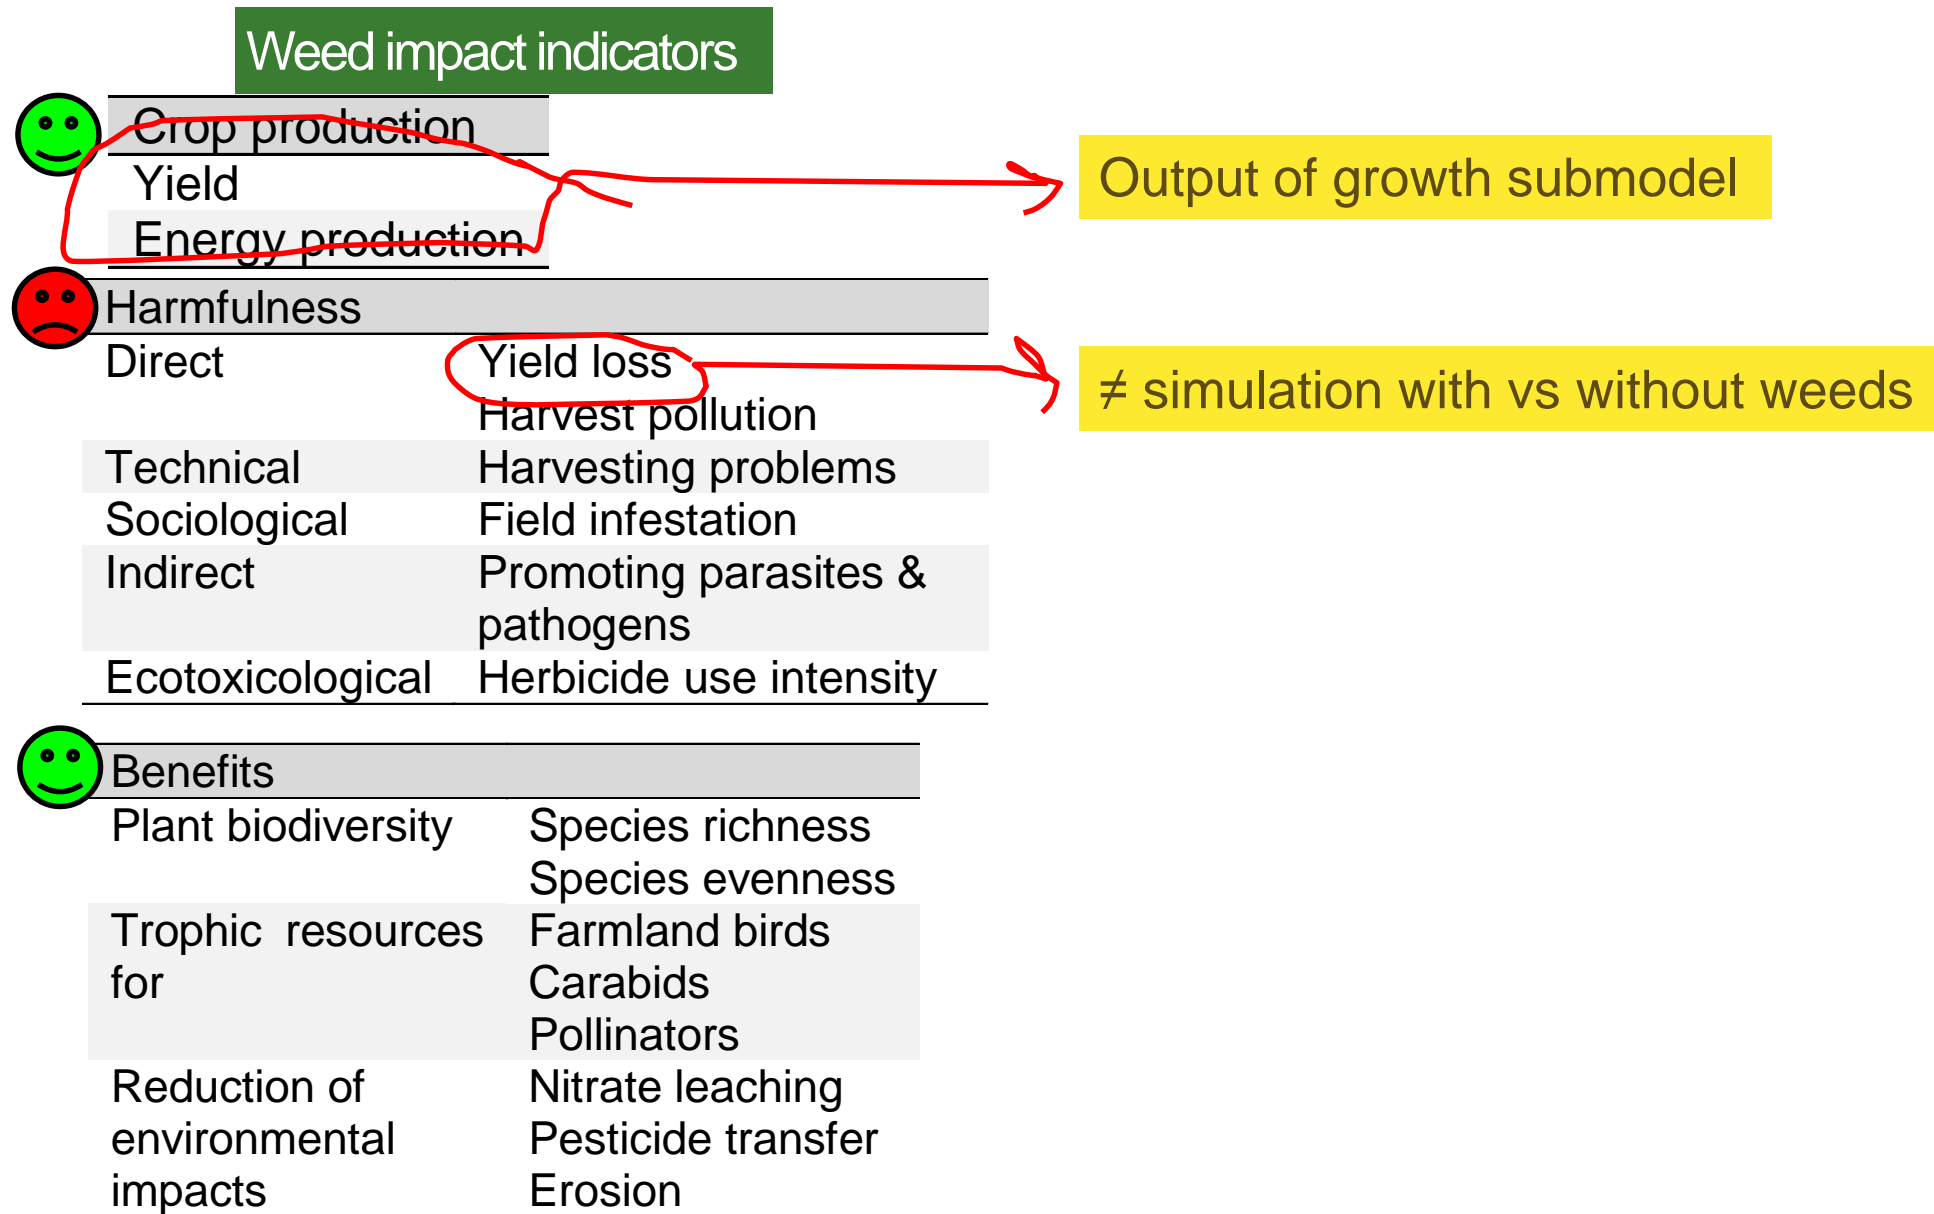 Weed impact indicators
Crop production
Yield
Energy production
Output of growth submodel
Harmfulness
Direct Yield loss
≠ simulation with vs without weeds
Harvest pollution
Technical Harvesting problems
Sociological Field infestation
Indirect Promoting parasites &
pathogens
Ecotoxicological Herbicide use intensity
Benefits
Plant biodiversity Species richness
Species evenness
Trophic resources Farmland birds
for Carabids
Pollinators
Reduction of Nitrate leaching
environmental Pesticide transfer
impacts Erosion